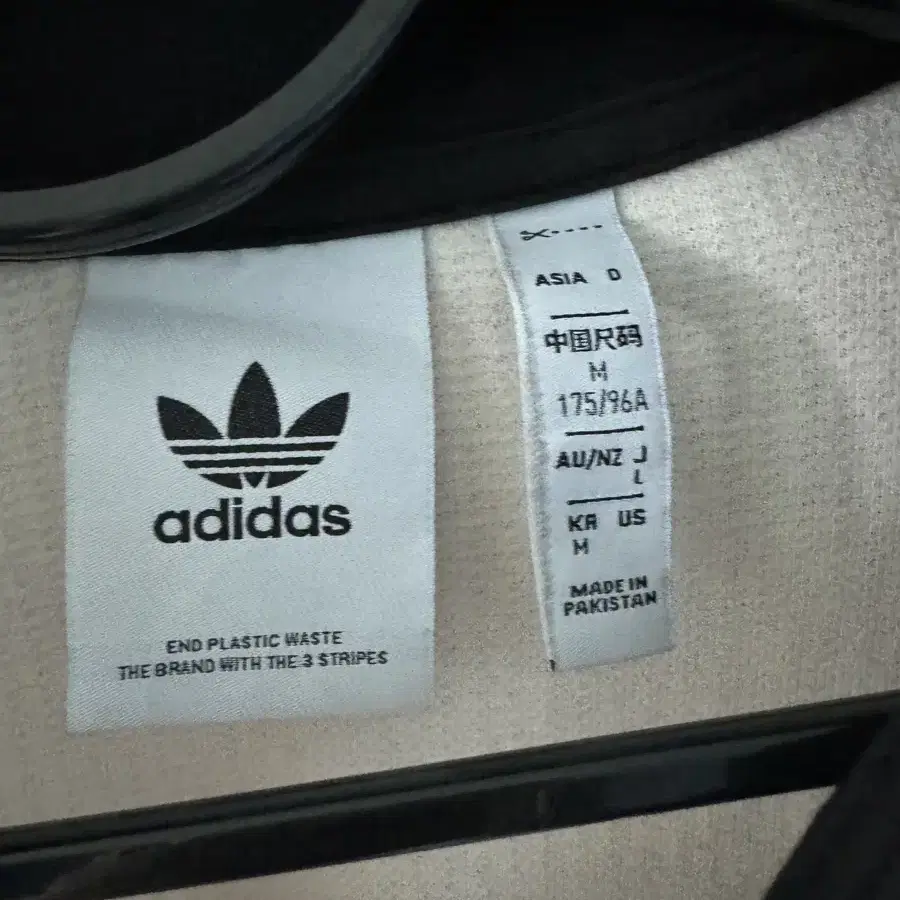 adidas
END PLASTIC WASTE
THE BRAND WITH THE 3 STRIPES
ASIA D
中国尺码
M
175/96A
AU/NZ J
L
KR US
M
MADE IN
PAKISTAN